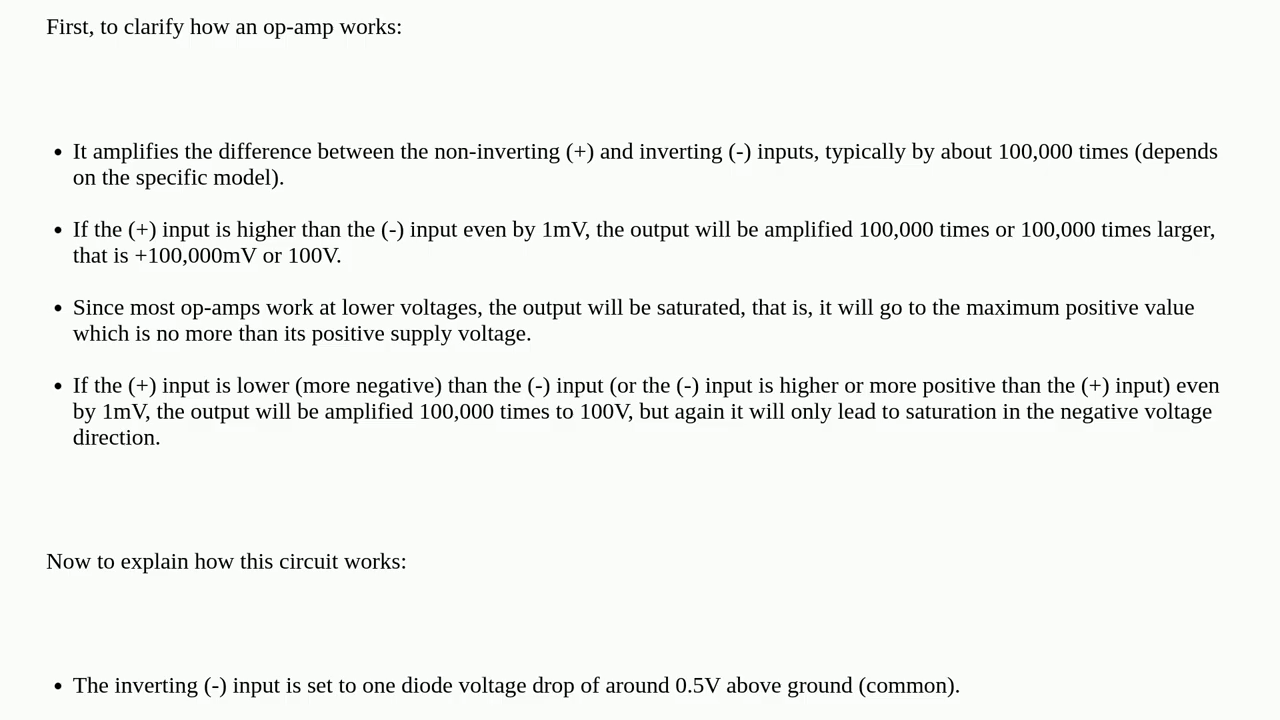 First, to clarify how an op-amp works:
• It amplifies the difference between the non-inverting (+) and inverting (-) inputs, typically by about 100,000 times (depends
on the specific model).
• If the (+) input is higher than the (-) input even by 1mV, the output will be amplified 100,000 times or 100,000 times larger,
that is +100,000mV or 100V.
• Since most op-amps work at lower voltages, the output will be saturated, that is, it will go to the maximum positive value
which is no more than its positive supply voltage.
• If the (+) input is lower (more negative) than the (-) input (or the (-) input is higher or more positive than the (+) input) even
by 1mV, the output will be amplified 100,000 times to 100V, but again it will only lead to saturation in the negative voltage
direction.
Now to explain how this circuit works:
• The inverting (-) input is set to one diode voltage drop of around 0.5V above ground (common).